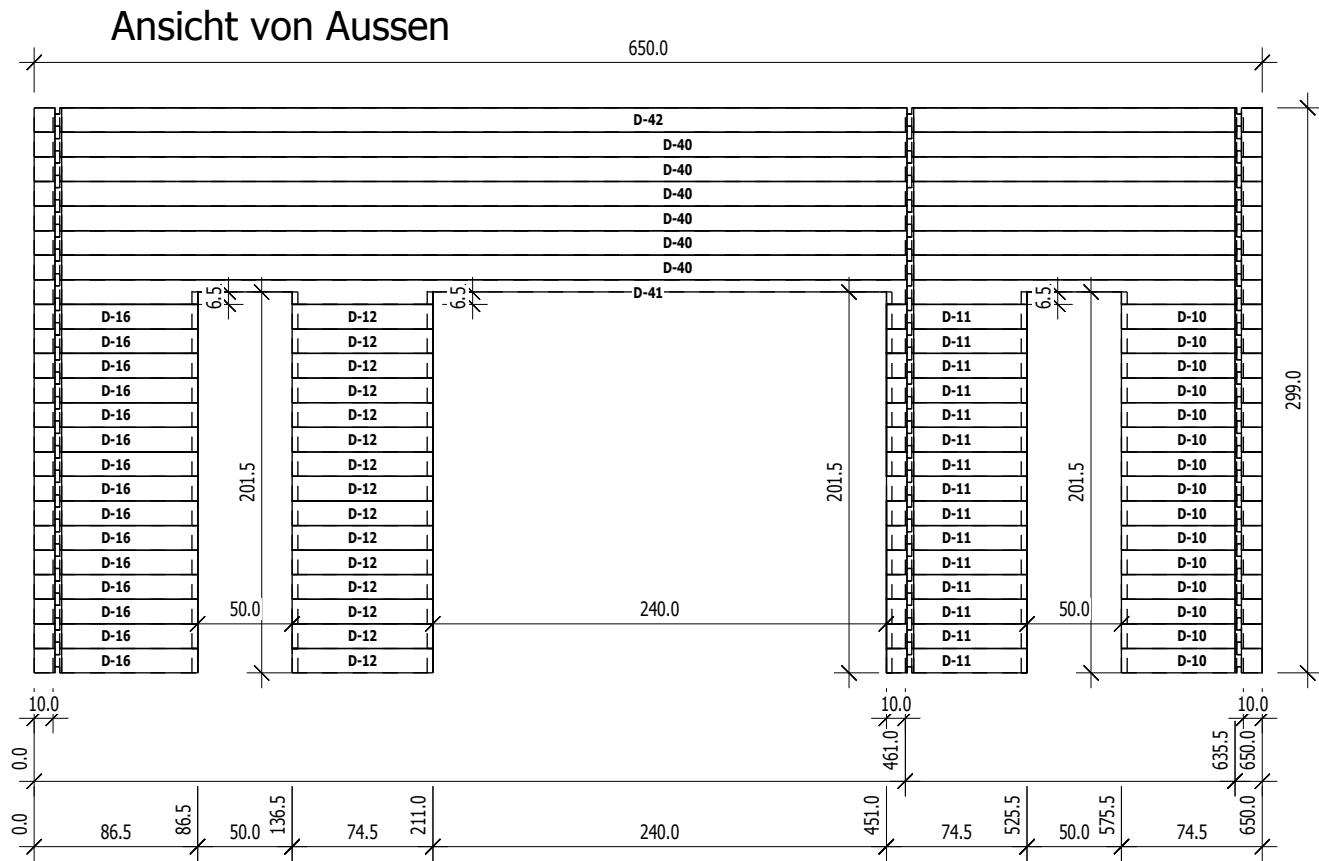 Ansicht von Aussen
650.0
D-42
D-40
D-40
D-40
D-40
D-40
D-40
6.5 6.5 D-41 6.5
D-16 D-12 D-11 D-10
D-16 D-12 D-11 D-10
D-16 D-12 D-11 D-10
D-16 D-12 D-11 D-10
299.0
D-16 D-12 D-11 D-10
D-16 D-12 D-11 D-10
D-16 D-12 D-11 D-10
201.5 201.5 201.5
D-16 D-12 D-11 D-10
D-16 D-12 D-11 D-10
D-16 D-12 D-11 D-10
D-16 D-12 D-11 D-10
D-16 D-12 D-11 D-10
50.0 240.0 50.0
D-16 D-12 D-11 D-10
D-16 D-12 D-11 D-10
D-16 D-12 D-11 D-10
10.0 10.0 10.0
0.0 461.0 635.5 650.0
0.0 86.5 86.5 50.0 136.5 74.5 211.0 240.0 451.0 74.5 525.5 50.0 575.5 74.5 650.0